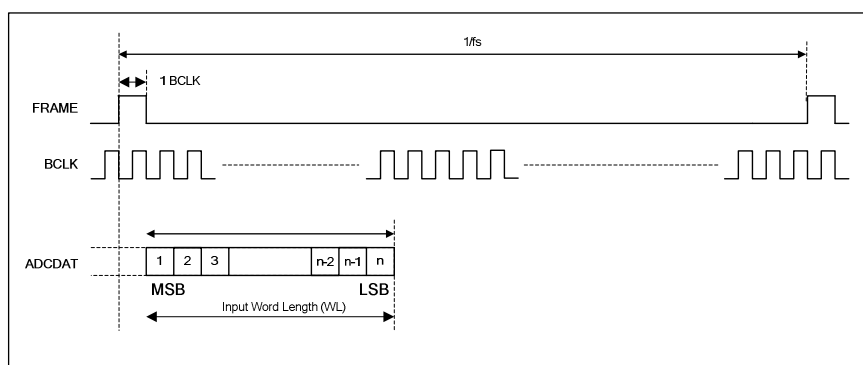 1/fs
1 BCLK
FRAME
BCLK
ADCDAT
1 2 3 n-2 n-1 n
MSB LSB
Input Word Length (WL)